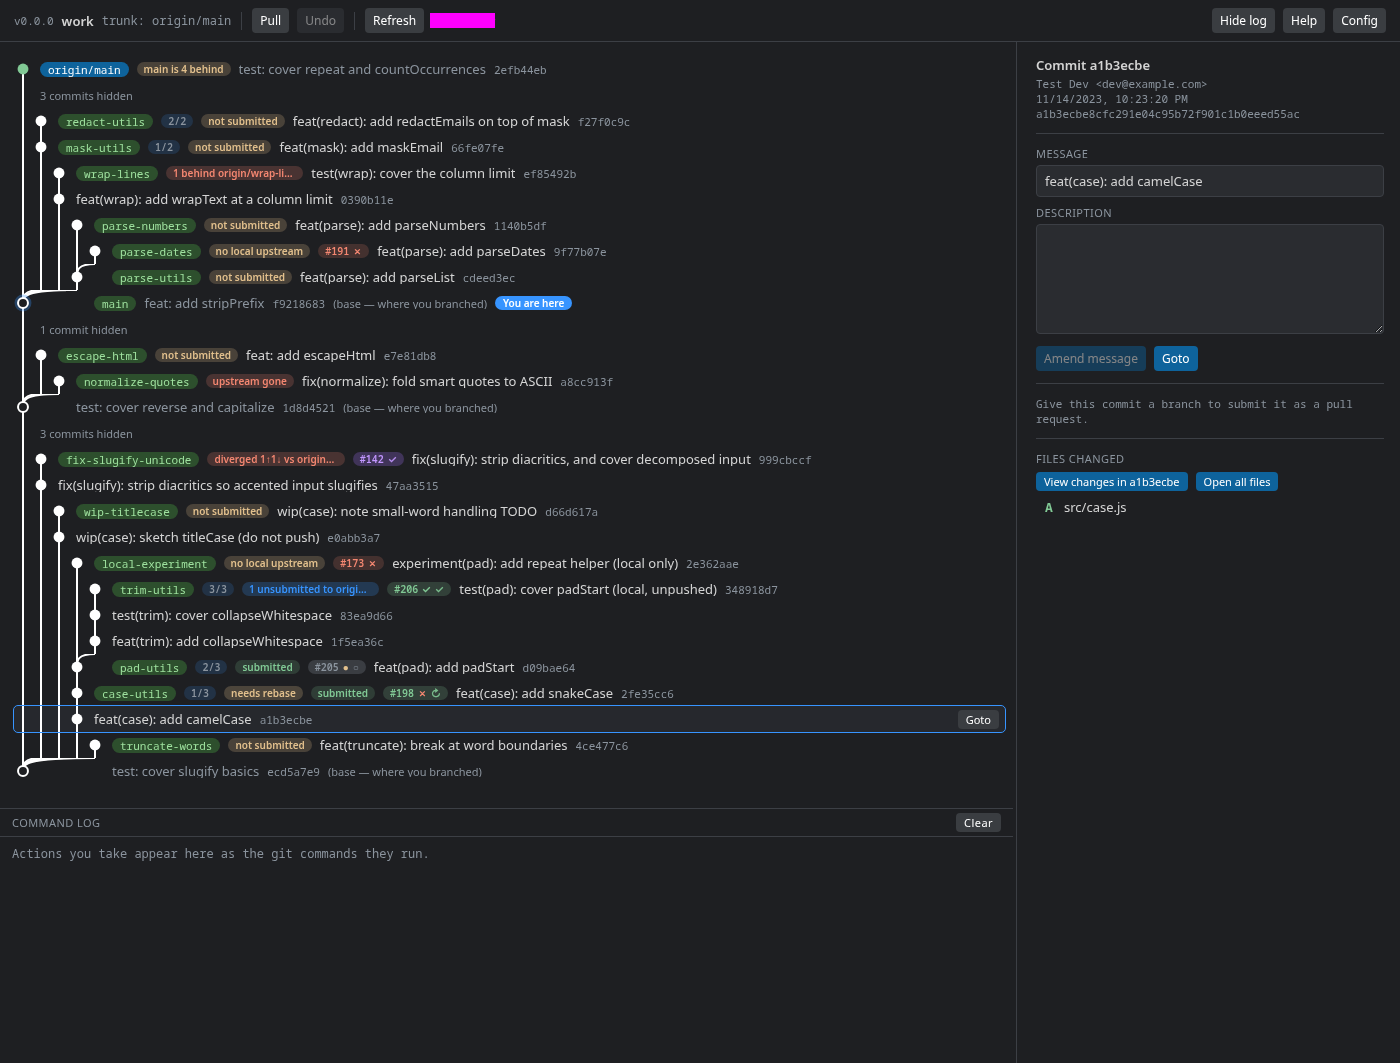 v0.0.0 work trunk: origin/main Pull Undo Refresh Hide log Help Config
origin/main main is 4 behind test: cover repeat and countOccurrences 2efb44eb
3 commits hidden
redact-utils 2/2 not submitted feat(redact): add redactEmails on top of mask f27f0c9c
mask-utils 1/2 not submitted feat(mask): add maskEmail 66fe07fe
wrap-lines 1 behind origin/wrap-li... test(wrap): cover the column limit ef85492b
feat(wrap): add wrapText at a column limit 0390b11e
parse-numbers not submitted feat(parse): add parseNumbers 1140b5df
parse-dates no local upstream #191 × feat(parse): add parseDates 9f77b07e
parse-utils not submitted feat(parse): add parseList cdeed3ec
main feat: add stripPrefix f9218683 (base — where you branched) You are here
1 commit hidden
escape-html not submitted feat: add escapeHtml e7e81db8
normalize-quotes upstream gone fix(normalize): fold smart quotes to ASCII a8cc913f
test: cover reverse and capitalize 1d8d4521 (base — where you branched)
3 commits hidden
fix-slugify-unicode diverged 1↑1↓ vs origin... #142 ✓ fix(slugify): strip diacritics, and cover decomposed input 999cbccf
fix(slugify): strip diacritics so accented input slugifies 47aa3515
wip-titlecase not submitted wip(case): note small-word handling TODO d66d617a
wip(case): sketch titleCase (do not push) e0abb3a7
local-experiment no local upstream #173 × experiment(pad): add repeat helper (local only) 2e362aae
trim-utils 3/3 1 unsubmitted to origi... #206 ✓ ✓ test(pad): cover padStart (local, unpushed) 348918d7
test(trim): cover collapseWhitespace 83ea9d66
feat(trim): add collapseWhitespace 1f5ea36c
pad-utils 2/3 submitted #205 ● ○ feat(pad): add padStart d09bae64
case-utils 1/3 needs rebase submitted #198 × ↻ feat(case): add snakeCase 2fe35cc6
feat(case): add camelCase a1b3ecbe Goto
truncate-words not submitted feat(truncate): break at word boundaries 4ce477c6
test: cover slugify basics ecd5a7e9 (base — where you branched)
COMMAND LOG Clear
Actions you take appear here as the git commands they run.
Commit a1b3ecbe
Test Dev <dev@example.com>
11/14/2023, 10:23:20 PM
a1b3ecbe8cfc291e04c95b72f901c1b0eeed55ac
MESSAGE
feat(case): add camelCase
DESCRIPTION
Amend message Goto
Give this commit a branch to submit it as a pull
request.
FILES CHANGED
View changes in a1b3ecbe Open all files
A src/case.js